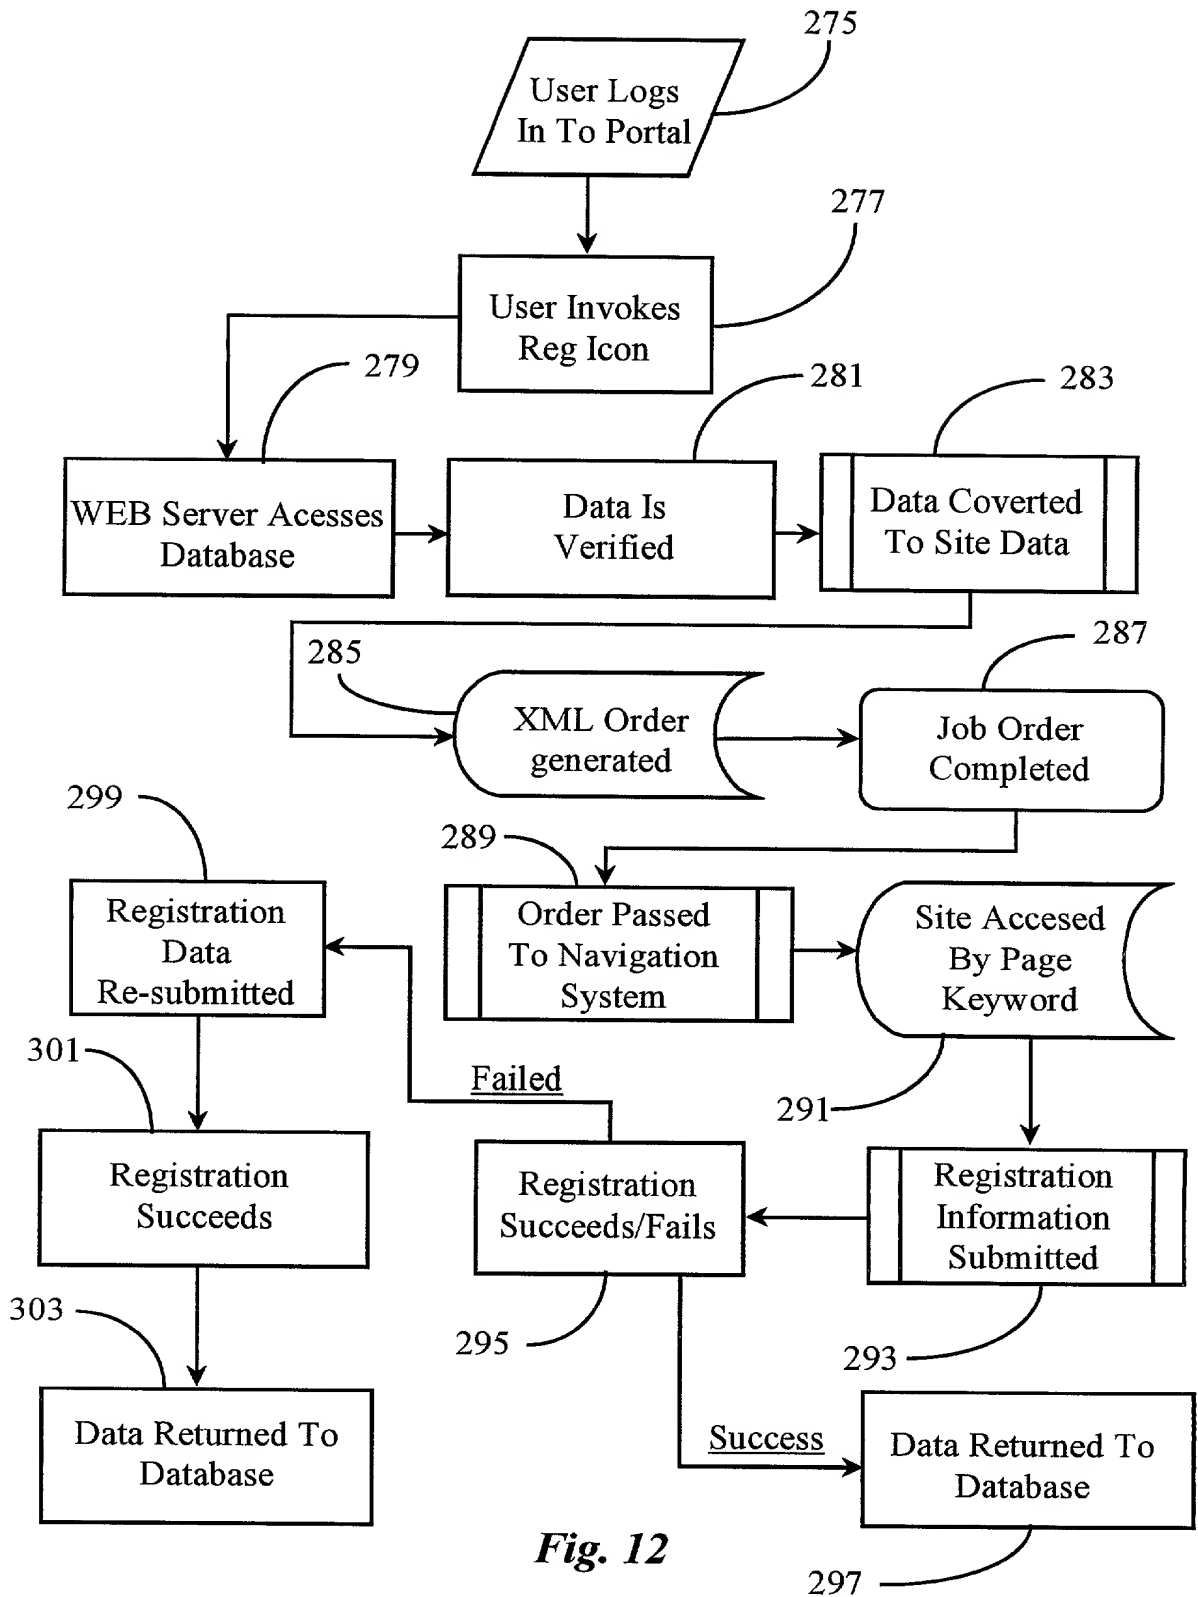 275
User Logs
In To Portal
277
User Invokes
Reg Icon
279
WEB Server Acesses
Database
281
Data Is
Verified
283
Data Coverted
To Site Data
285
XML Order
generated
287
Job Order
Completed
289
Order Passed
To Navigation
System
Site Accesed
By Page
Keyword
291
Registration
Information
Submitted
293
Registration
Succeeds/Fails
295
Failed
299
Registration
Data
Re-submitted
301
Registration
Succeeds
303
Data Returned To
Database
Success
Data Returned To
Database
297
Fig. 12